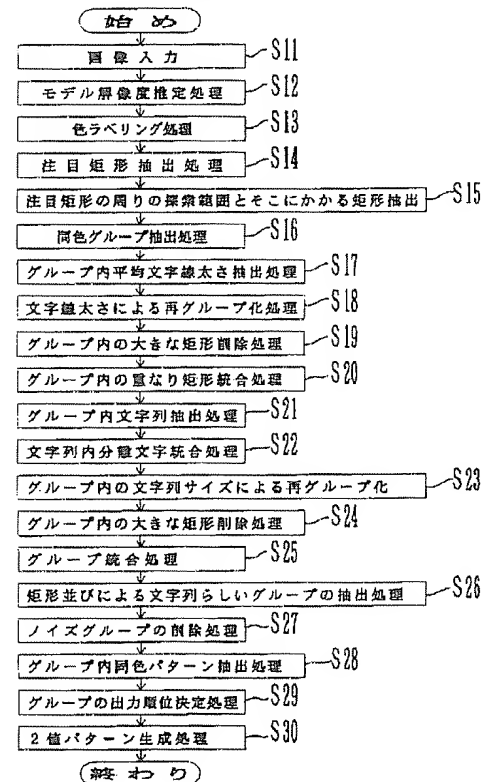 始め
画像入力 S11
モデル解像度推定処理 S12
色ラベリング処理 S13
注目矩形抽出処理 S14
注目矩形の周りの探索範囲とそこにかかる矩形抽出 S15
同色グループ抽出処理 S16
グループ内平均文字線太さ抽出処理 S17
文字線太さによる再グループ化処理 S18
グループ内の大きな矩形削除処理 S19
グループ内の重なり矩形統合処理 S20
グループ内文字列抽出処理 S21
文字列内分離文字統合処理 S22
グループ内の文字列サイズによる再グループ化 S23
グループ内の大きな矩形削除処理 S24
グループ統合処理 S25
矩形並びによる文字列らしいグループの抽出処理 S26
ノイズグループの削除処理 S27
グループ内同色パターン抽出処理 S28
グループの出力順位決定処理 S29
2値パターン生成処理 S30
終わり